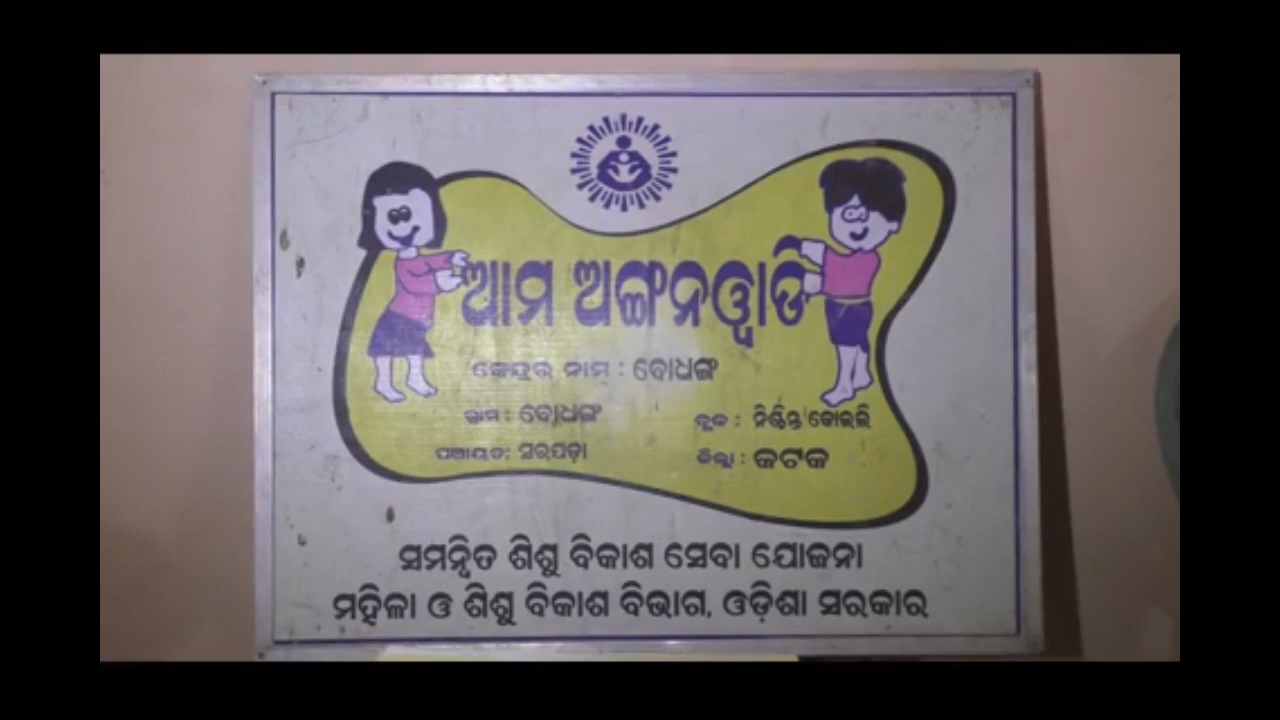 ଆମ ଅଙ୍ଗନୱାଡି
କେନ୍ଦ୍ରର ନାମ : ବୋଧଙ୍ଗ
ଗ୍ରାମ : ବୋଧଙ୍ଗ ବ୍ଲକ : ନିଶ୍ଚିନ୍ତକୋଇଲି
ପଞ୍ଚାୟତ : ସରପଡ଼ା ଜିଲ୍ଲା : କଟକ
ସମନ୍ୱିତ ଶିଶୁ ବିକାଶ ସେବା ଯୋଜନା
ମହିଳା ଓ ଶିଶୁ ବିକାଶ ବିଭାଗ, ଓଡ଼ିଶା ସରକାର